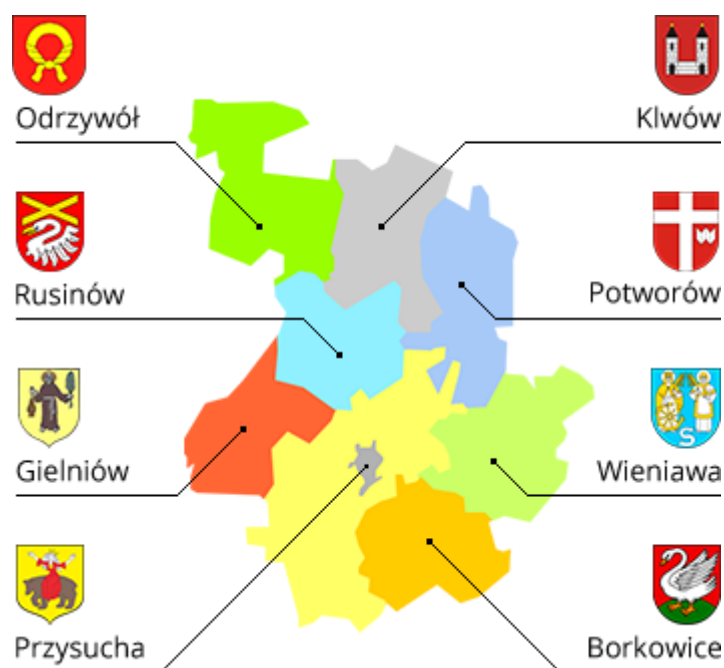 Odrzywół
Klwów
Rusinów
Potworów
Gielniów
Wieniawa
S
Przysucha
Borkowice